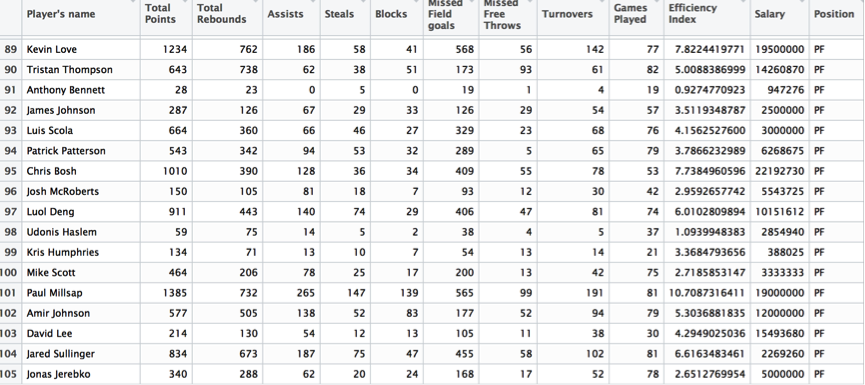 Player's name Total Points Total Rebounds Assists Steals Blocks Missed Field goals Missed Free Throws Turnovers Games Played Efficiency Index Salary Position
89 Kevin Love 1234 762 186 58 41 568 56 142 77 7.8224419771 19500000 PF
90 Tristan Thompson 643 738 62 38 51 173 93 61 82 5.0088386999 14260870 PF
91 Anthony Bennett 28 23 0 5 0 19 1 4 19 0.9274770923 947276 PF
92 James Johnson 287 126 67 29 33 126 29 54 57 3.5119348787 2500000 PF
93 Luis Scola 664 360 66 46 27 329 23 68 76 4.1562527600 3000000 PF
94 Patrick Patterson 543 342 94 53 32 289 5 65 79 3.7866232989 6268675 PF
95 Chris Bosh 1010 390 128 36 34 409 55 78 53 7.7384960596 22192730 PF
96 Josh McRoberts 150 105 81 18 7 93 12 30 42 2.9592657742 5543725 PF
97 Luol Deng 911 443 140 74 29 406 47 81 74 6.0102809894 10151612 PF
98 Udonis Haslem 59 75 14 5 2 38 4 5 37 1.0939948383 2854940 PF
99 Kris Humphries 134 71 13 10 7 54 13 14 21 3.3684793656 388025 PF
100 Mike Scott 464 206 78 25 17 200 13 42 75 2.7185853147 3333333 PF
101 Paul Millsap 1385 732 265 147 139 565 99 191 81 10.7087316411 19000000 PF
102 Amir Johnson 577 505 138 52 83 177 52 94 79 5.3036881835 12000000 PF
103 David Lee 214 130 54 12 13 105 11 38 30 4.2949025036 15493680 PF
104 Jared Sullinger 834 673 187 75 47 455 58 102 81 6.6163483461 2269260 PF
105 Jonas Jerebko 340 288 62 20 24 168 17 52 78 2.6512769954 5000000 PF